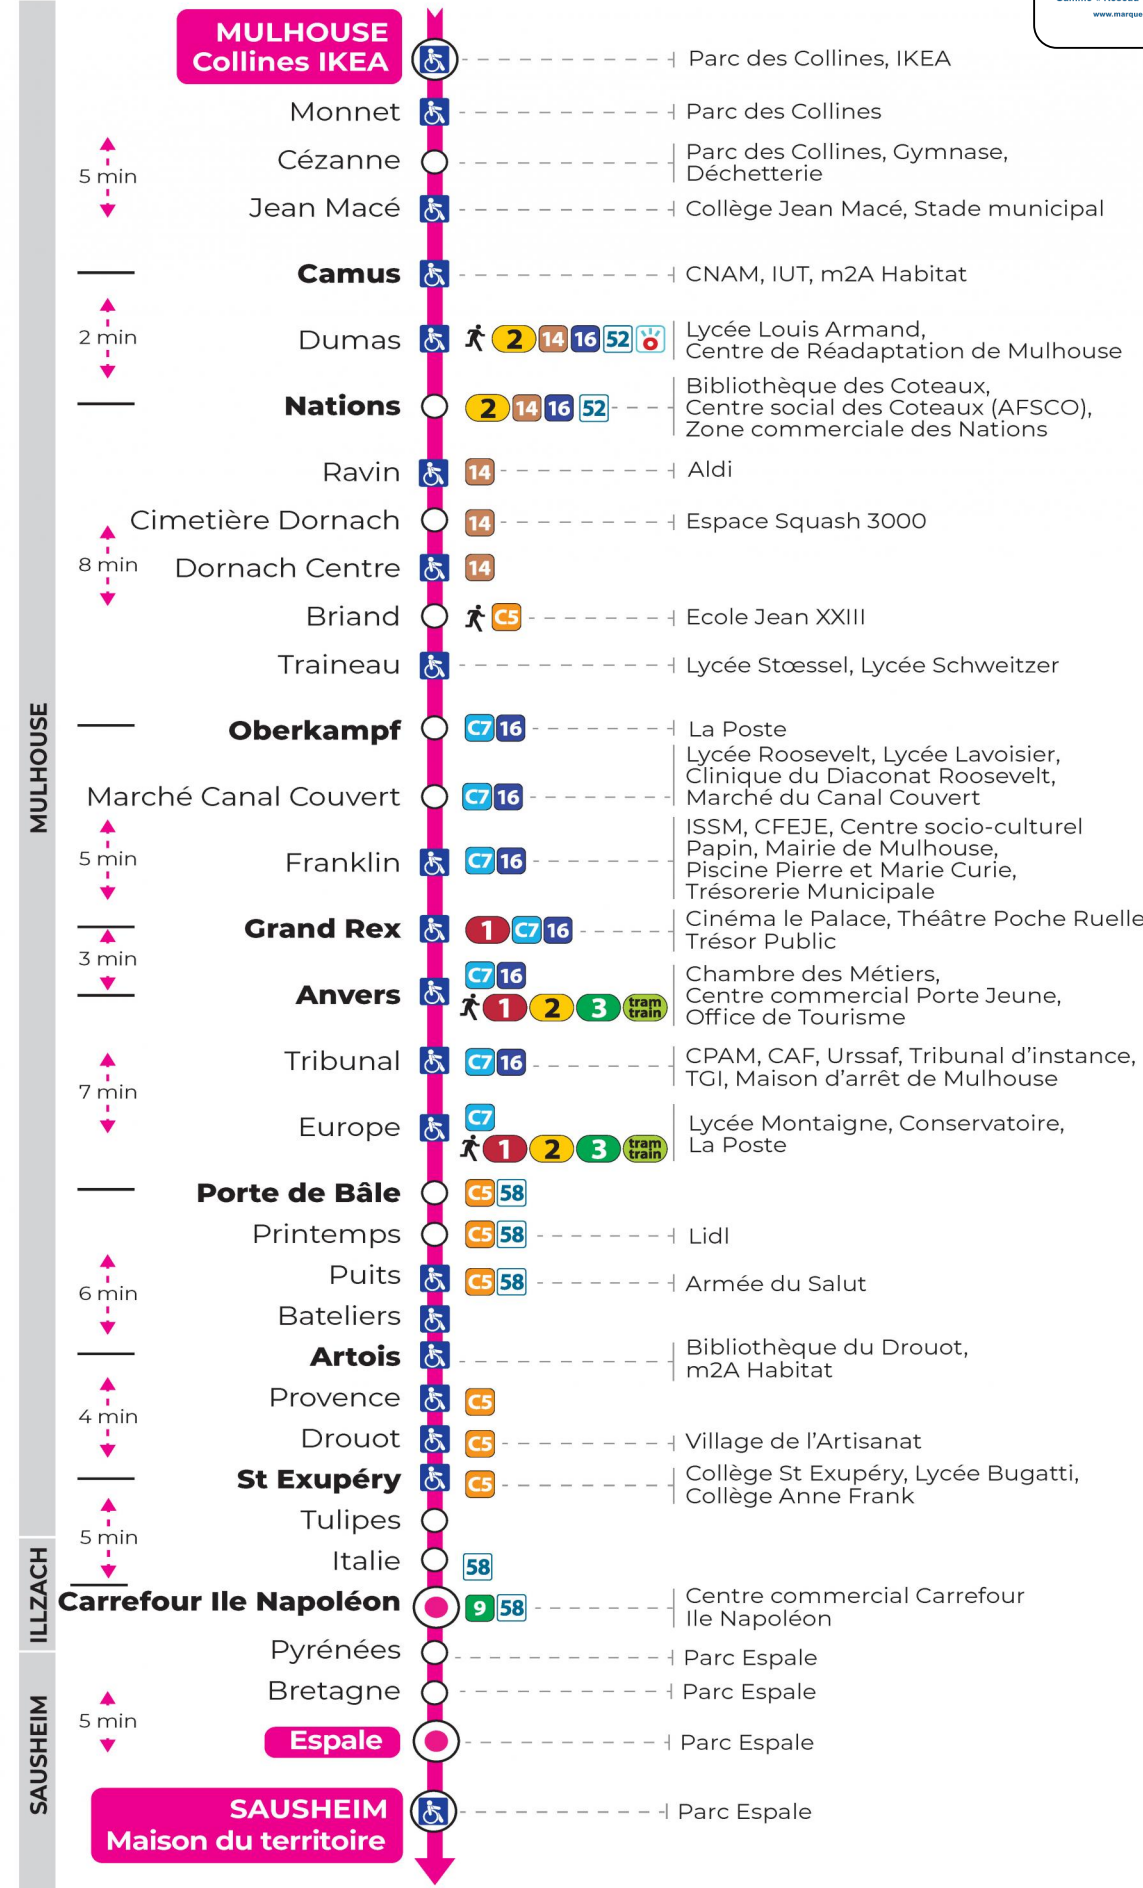 www.marque
MULHOUSE
Collines IKEA
Parc des Collines, IKEA
Monnet
Parc des Collines
5 min
Cézanne
Parc des Collines, Gymnase,
Déchetterie
Jean Macé
Collège Jean Macé, Stade municipal
Camus
CNAM, IUT, m2A Habitat
2 min
Dumas
2 14 16 52
Lycée Louis Armand,
Centre de Réadaptation de Mulhouse
Nations
2 14 16 52
Bibliothèque des Coteaux,
Centre social des Coteaux (AFSCO),
Zone commerciale des Nations
Ravin
14
Aldi
Cimetière Dornach
14
Espace Squash 3000
8 min
Dornach Centre
14
Briand
C5
Ecole Jean XXIII
Traineau
Lycée Stœssel, Lycée Schweitzer
MULHOUSE
Oberkampf
C7 16
La Poste
Marché Canal Couvert
C7 16
Lycée Roosevelt, Lycée Lavoisier,
Clinique du Diaconat Roosevelt,
Marché du Canal Couvert
5 min
Franklin
C7 16
ISSM, CFEJE, Centre socio-culturel
Papin, Mairie de Mulhouse,
Piscine Pierre et Marie Curie,
Trésorerie Municipale
Grand Rex
1 C7 16
Cinéma le Palace, Théâtre Poche Ruelle
Trésor Public
3 min
Anvers
C7 16
1 2 3 tram train
Chambre des Métiers,
Centre commercial Porte Jeune,
Office de Tourisme
Tribunal
C7 16
CPAM, CAF, Urssaf, Tribunal d'instance,
TGI, Maison d'arrêt de Mulhouse
7 min
Europe
C7
1 2 3 tram train
Lycée Montaigne, Conservatoire,
La Poste
Porte de Bâle
C5 58
Printemps
C5 58
Lidl
Puits
C5 58
Armée du Salut
6 min
Bateliers
Artois
Bibliothèque du Drouot,
m2A Habitat
Provence
C5
4 min
Drouot
C5
Village de l'Artisanat
St Exupéry
C5
Collège St Exupéry, Lycée Bugatti,
Collège Anne Frank
Tulipes
5 min
Italie
58
ILLZACH
Carrefour Ile Napoléon
9 58
Centre commercial Carrefour
Ile Napoléon
Pyrénées
Parc Espale
Bretagne
Parc Espale
5 min
Espale
Parc Espale
SAUSHEIM
SAUSHEIM
Maison du territoire
Parc Espale